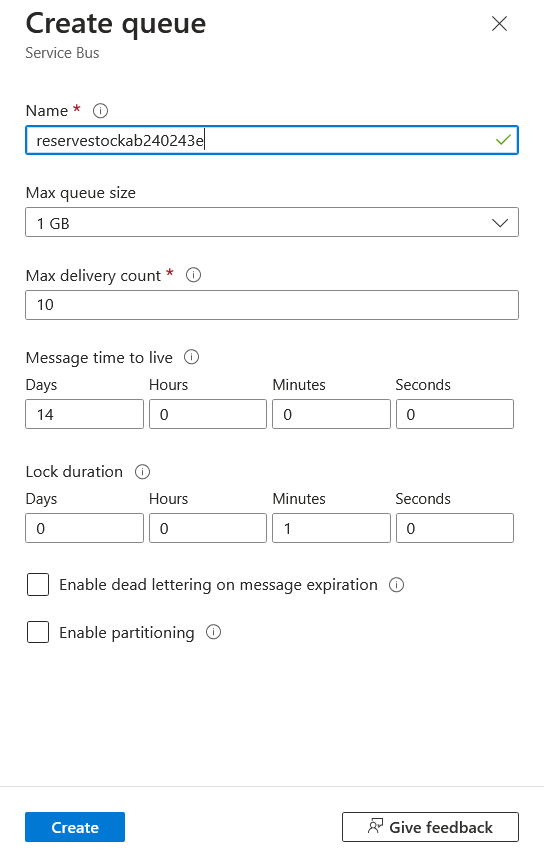 Create queue
Service Bus
Name *
reservestockab240243e
Max queue size
1 GB
Max delivery count *
10
Message time to live
Days Hours Minutes Seconds
14 0 0 0
Lock duration
Days Hours Minutes Seconds
0 0 1 0
Enable dead lettering on message expiration
Enable partitioning
Create Give feedback